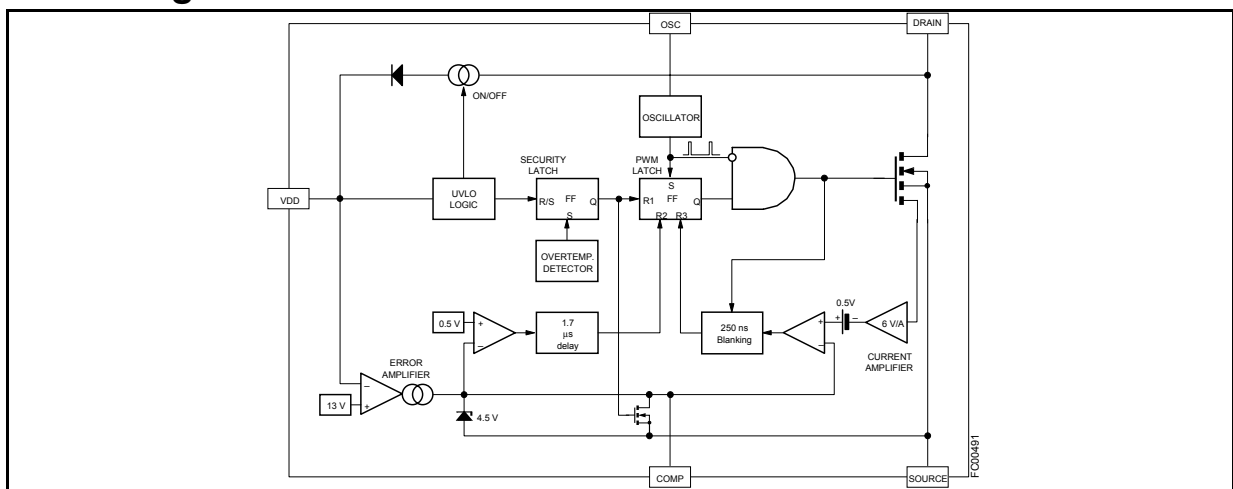 g
OSC
DRAIN
ON/OFF
OSCILLATOR
SECURITY
LATCH
PWM
LATCH
VDD
UVLO
LOGIC
R/S
FF
S
Q
S
R1
FF
Q
R2 R3
OVERTEMP.
DETECTOR
0.5 V
+
–
1.7
μs
delay
250 ns
Blanking
+
–
0.5V
+
–
6 V/A
CURRENT
AMPLIFIER
ERROR
AMPLIFIER
–
+
13 V
4.5 V
COMP
SOURCE
FC00491